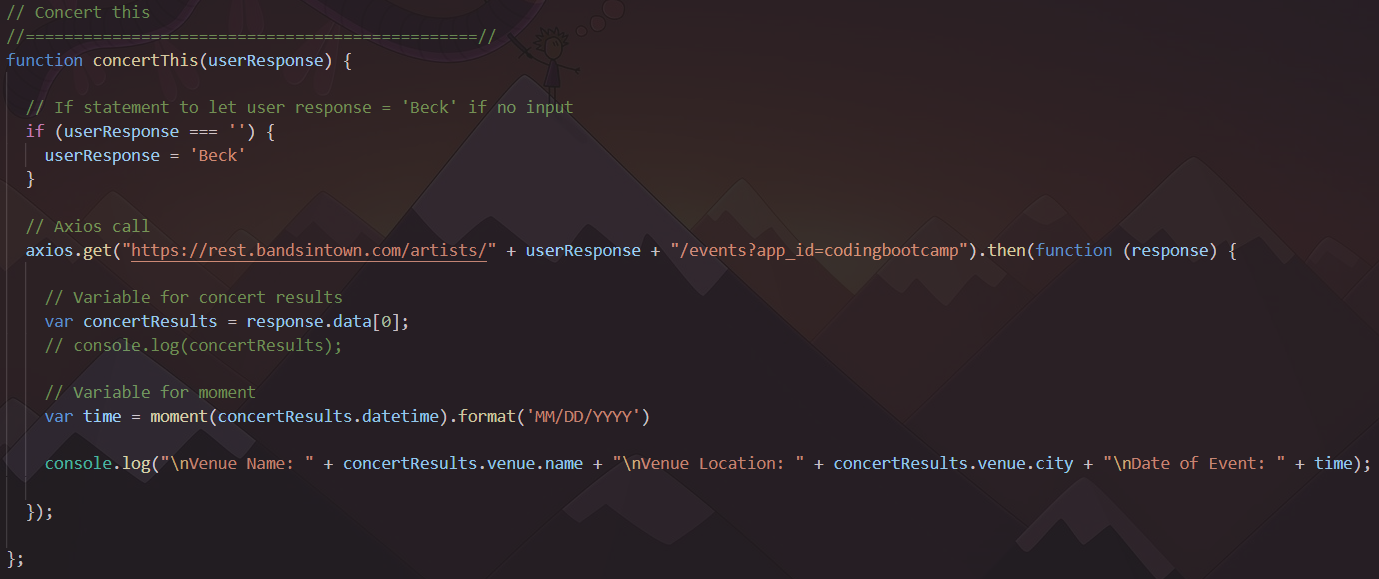 // Concert this
//===============================================//
function concertThis(userResponse) {
// If statement to let user response = 'Beck' if no input
if (userResponse === '') {
userResponse = 'Beck'
}
// Axios call
axios.get("https://rest.bandsintown.com/artists/" + userResponse + "/events?app_id=codingbootcamp").then(function (response) {
// Variable for concert results
var concertResults = response.data[0];
// console.log(concertResults);
// Variable for moment
var time = moment(concertResults.datetime).format('MM/DD/YYYY')
console.log("\nVenue Name: " + concertResults.venue.name + "\nVenue Location: " + concertResults.venue.city + "\nDate of Event: " + time);
});
};